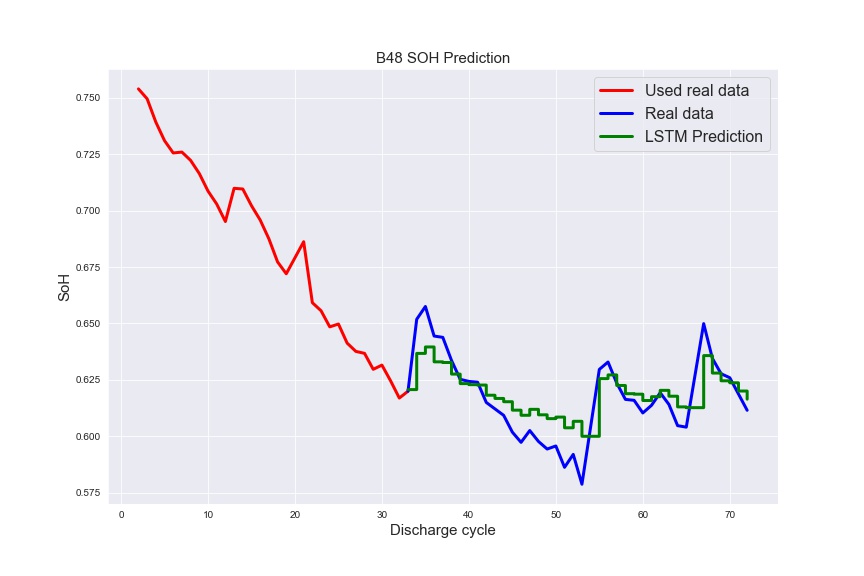 B48 SOH Prediction
Used real data
Real data
LSTM Prediction
0.750
0.725
0.700
0.675
0.650
0.625
0.600
0.575
SoH
0 10 20 30 40 50 60 70
Discharge cycle